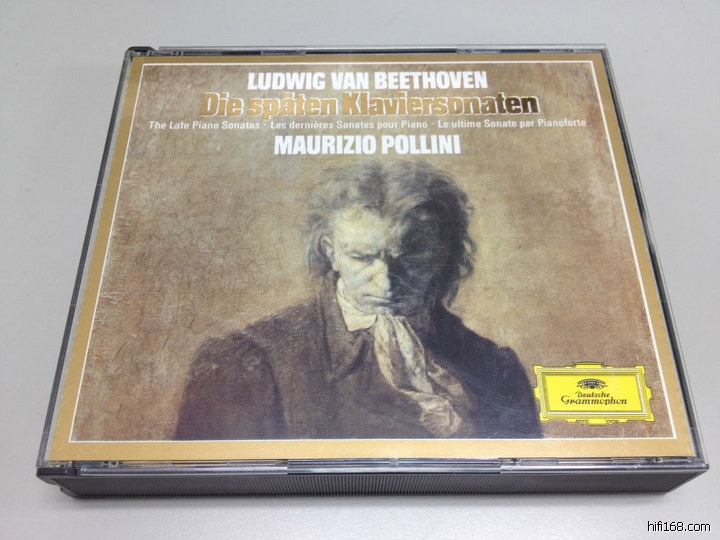 LUDWIG VAN BEETHOVEN
Die späten Klaviersonaten
The Late Piano Sonatas · Les dernières Sonates pour Piano · Le ultime Sonate per Pianoforte
MAURIZIO POLLINI
Deutsche
Grammophon
hifi168.com